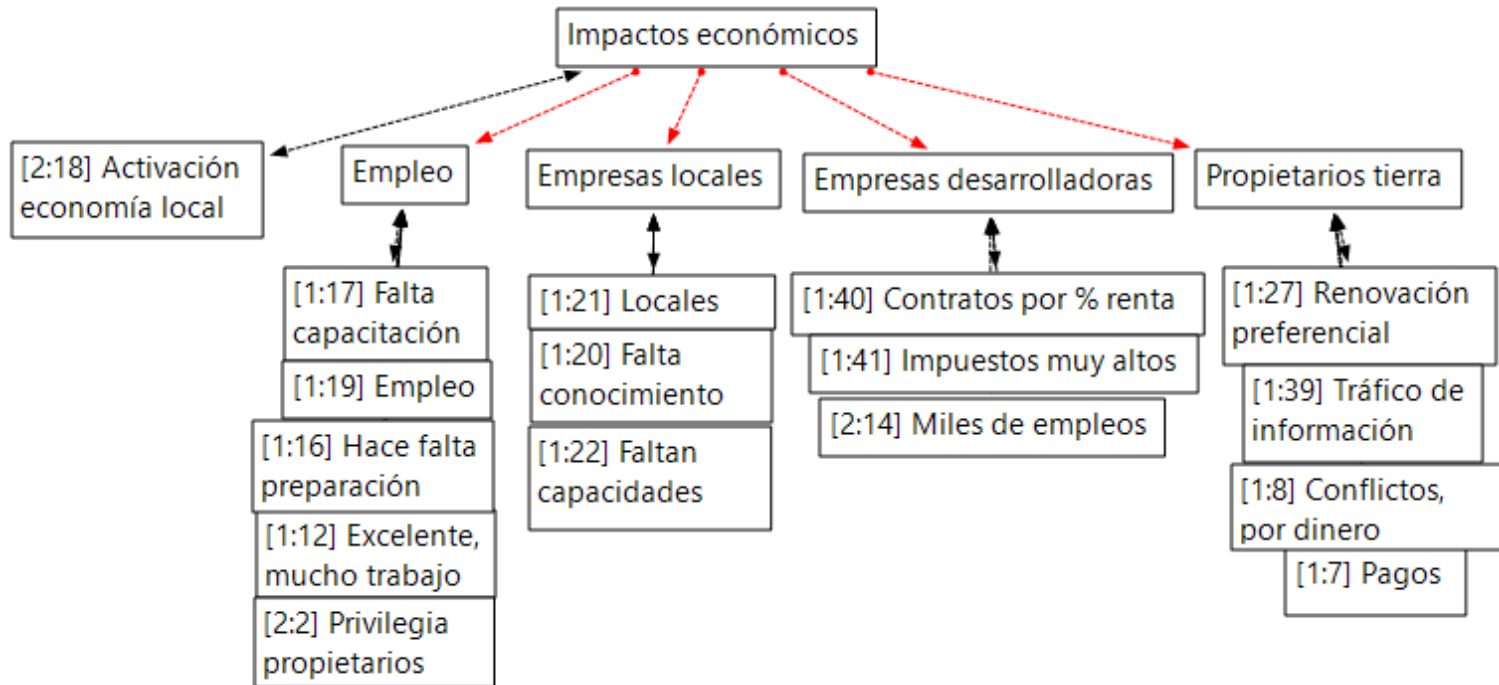 Impactos económicos
[2:18] Activación
economía local
Empleo
Empresas locales
Empresas desarrolladoras
Propietarios tierra
[1:17] Falta
capacitación
[1:19] Empleo
[1:16] Hace falta
preparación
[1:12] Excelente,
mucho trabajo
[2:2] Privilegia
propietarios
[1:21] Locales
[1:20] Falta
conocimiento
[1:22] Faltan
capacidades
[1:40] Contratos por % renta
[1:41] Impuestos muy altos
[2:14] Miles de empleos
[1:27] Renovación
preferencial
[1:39] Tráfico de
información
[1:8] Conflictos,
por dinero
[1:7] Pagos